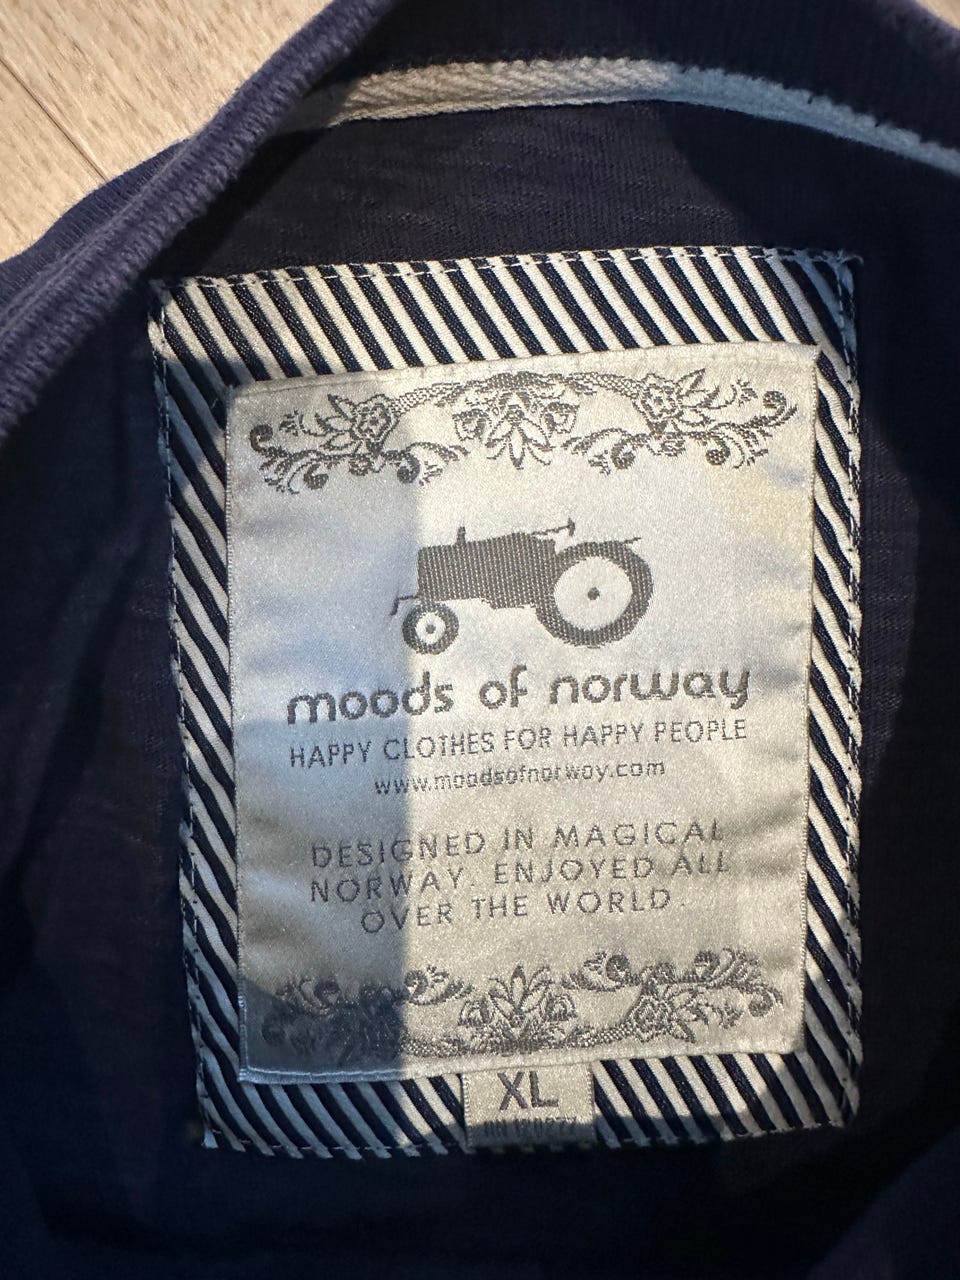 moods of norway
HAPPY CLOTHES FOR HAPPY PEOPLE
www.moodsofnorway.com
DESIGNED IN MAGICAL
NORWAY. ENJOYED ALL
OVER THE WORLD.
XL